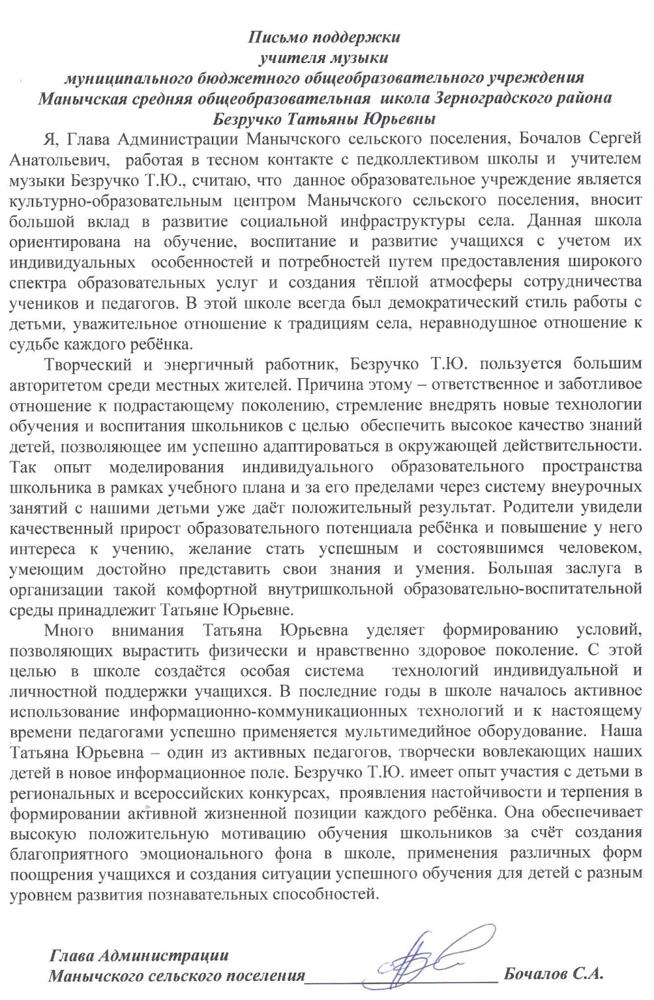 Письмо поддержки
учителя музыки
муниципального бюджетного общеобразовательного учреждения
Манычская средняя общеобразовательная школа Зерноградского района
Безручко Татьяны Юрьевны
Я, Глава Администрации Манычского сельского поселения, Бочалов Сергей
Анатольевич, работая в тесном контакте с педколлективом школы и учителем
музыки Безручко Т.Ю., считаю, что данное образовательное учреждение является
культурно-образовательным центром Манычского сельского поселения, вносит
большой вклад в развитие социальной инфраструктуры села. Данная школа
ориентирована на обучение, воспитание и развитие учащихся с учетом их
индивидуальных особенностей и потребностей путем предоставления широкого
спектра образовательных услуг и создания тёплой атмосферы сотрудничества
учеников и педагогов. В этой школе всегда был демократический стиль работы с
детьми, уважительное отношение к традициям села, неравнодушное отношение к
судьбе каждого ребёнка.
Творческий и энергичный работник, Безручко Т.Ю. пользуется большим
авторитетом среди местных жителей. Причина этому – ответственное и заботливое
отношение к подрастающему поколению, стремление внедрять новые технологии
обучения и воспитания школьников с целью обеспечить высокое качество знаний
детей, позволяющее им успешно адаптироваться в окружающей действительности.
Так опыт моделирования индивидуального образовательного пространства
школьника в рамках учебного плана и за его пределами через систему внеурочных
занятий с нашими детьми уже даёт положительный результат. Родители увидели
качественный прирост образовательного потенциала ребёнка и повышение у него
интереса к учению, желание стать успешным и состоявшимся человеком,
умеющим достойно представить свои знания и умения. Большая заслуга в
организации такой комфортной внутришкольной образовательно-воспитательной
среды принадлежит Татьяне Юрьевне.
Много внимания Татьяна Юрьевна уделяет формированию условий,
позволяющих вырастить физически и нравственно здоровое поколение. С этой
целью в школе создаётся особая система технологий индивидуальной и
личностной поддержки учащихся. В последние годы в школе началось активное
использование информационно-коммуникационных технологий и к настоящему
времени педагогами успешно применяется мультимедийное оборудование. Наша
Татьяна Юрьевна – один из активных педагогов, творчески вовлекающих наших
детей в новое информационное поле. Безручко Т.Ю. имеет опыт участия с детьми в
региональных и всероссийских конкурсах, проявления настойчивости и терпения в
формировании активной жизненной позиции каждого ребёнка. Она обеспечивает
высокую положительную мотивацию обучения школьников за счёт создания
благоприятного эмоционального фона в школе, применения различных форм
поощрения учащихся и создания ситуации успешного обучения для детей с разным
уровнем развития познавательных способностей.
Глава Администрации
Манычского сельского поселения____________________ Бочалов С.А.